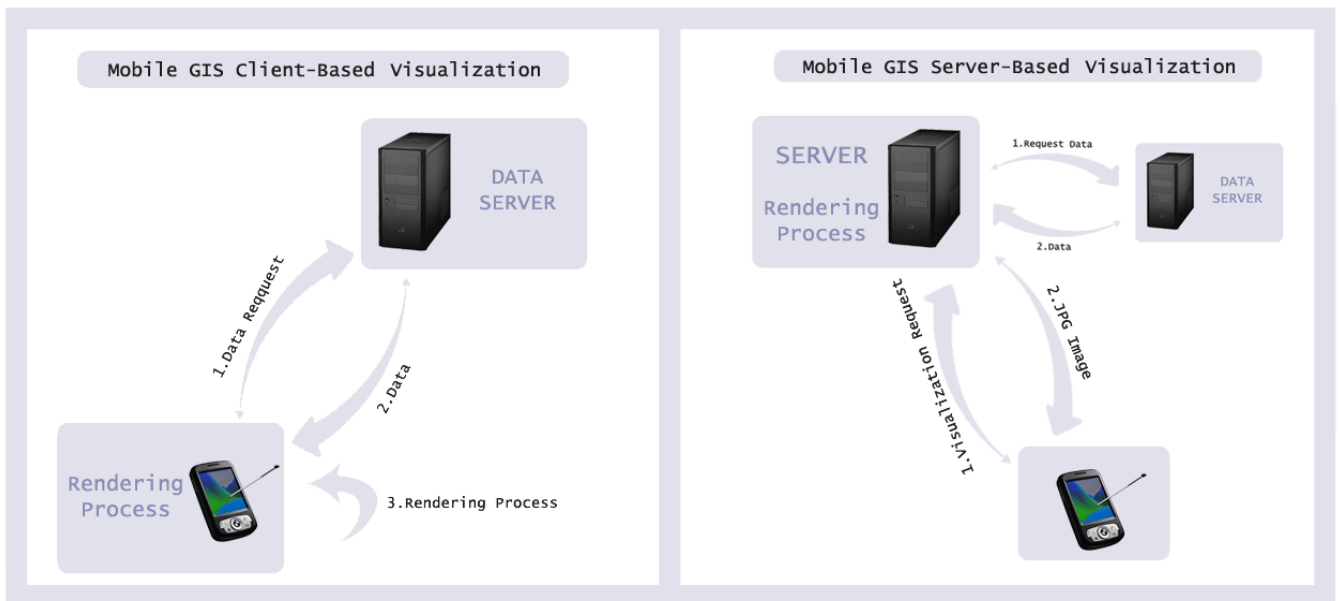 Mobile GIS Client-Based Visualization
DATA
SERVER
1.Data Reqquest
2.Data
Rendering
Process
3.Rendering Process
Mobile GIS Server-Based Visualization
SERVER
Rendering
Process
1.Request Data
DATA
SERVER
2.Data
1.Visualization Request
2.JPG Image